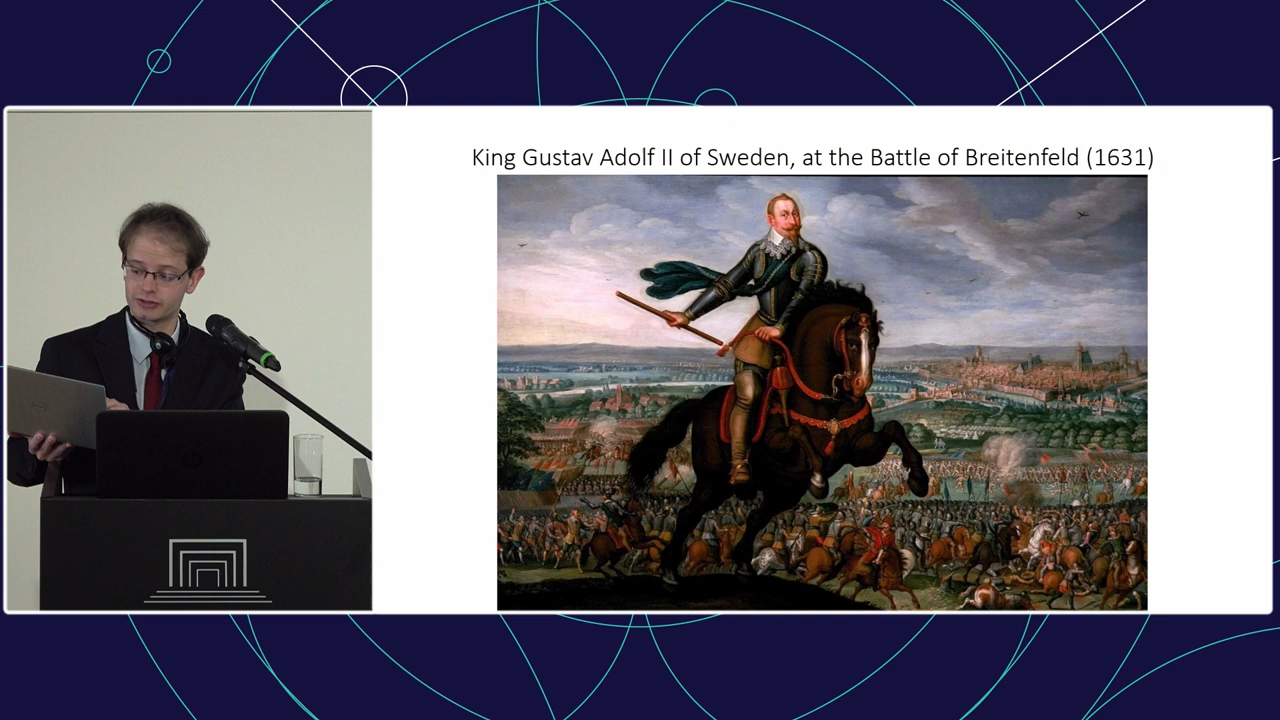 King Gustav Adolf II of Sweden, at the Battle of Breitenfeld (1631)